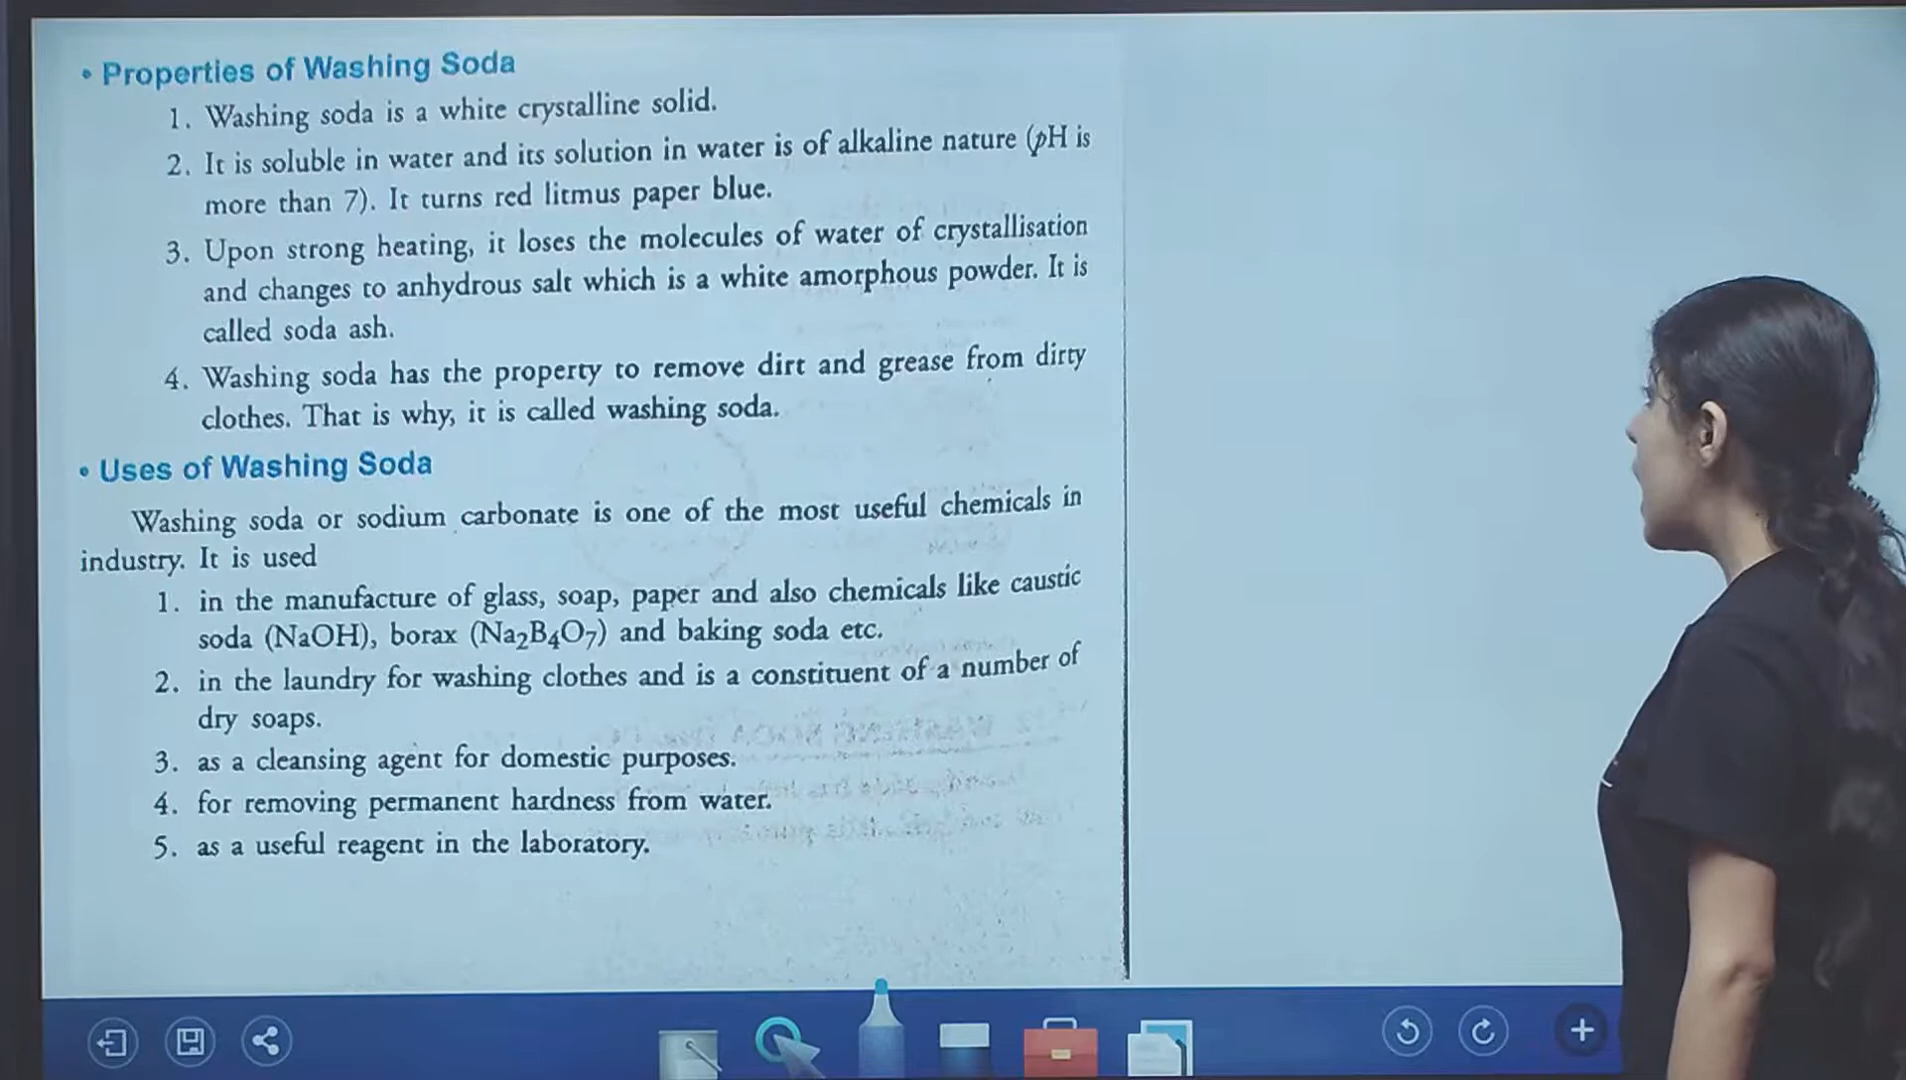 • Properties of Washing Soda
1. Washing soda is a white crystalline solid.
2. It is soluble in water and its solution in water is of alkaline nature (pH is
more than 7). It turns red litmus paper blue.
3. Upon strong heating, it loses the molecules of water of crystallisation
and changes to anhydrous salt which is a white amorphous powder. It is
called soda ash.
4. Washing soda has the property to remove dirt and grease from dirty
clothes. That is why, it is called washing soda.
• Uses of Washing Soda
Washing soda or sodium carbonate is one of the most useful chemicals in
industry. It is used
1. in the manufacture of glass, soap, paper and also chemicals like caustic
soda (NaOH), borax (Na₂B₄O₇) and baking soda etc.
2. in the laundry for washing clothes and is a constituent of a number of
dry soaps.
3. as a cleansing agent for domestic purposes.
4. for removing permanent hardness from water.
5. as a useful reagent in the laboratory.